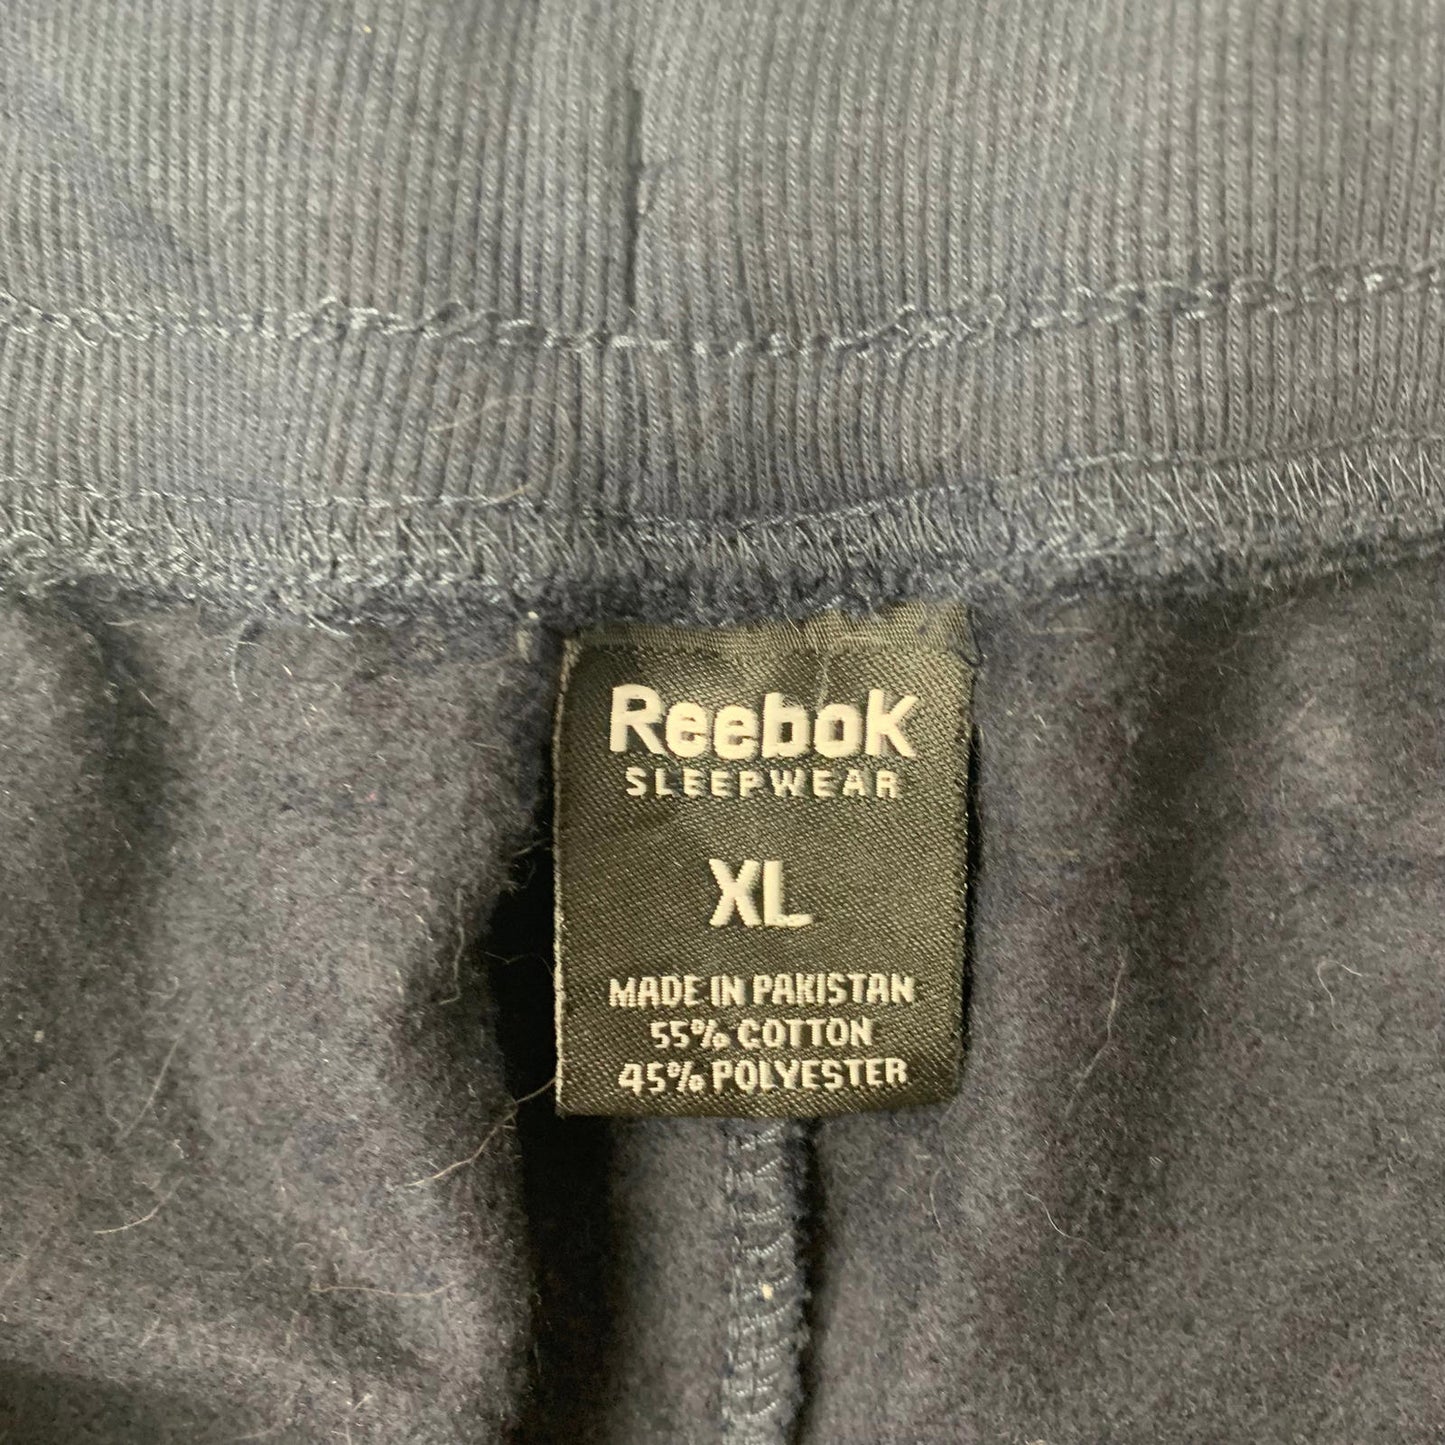 Reebok
SLEEPWEAR
XL
MADE IN PAKISTAN
55% COTTON
45% POLYESTER